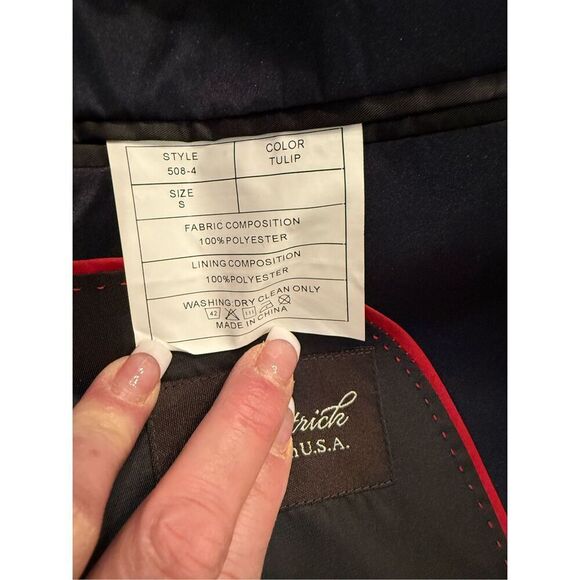 STYLE
508-4
COLOR
TULIP
SIZE
S
FABRIC COMPOSITION
100%POLYESTER
LINING COMPOSITION
100%POLYESTER
WASHING:DRY CLEAN ONLY
42
MADE IN CHINA
U.S.A.